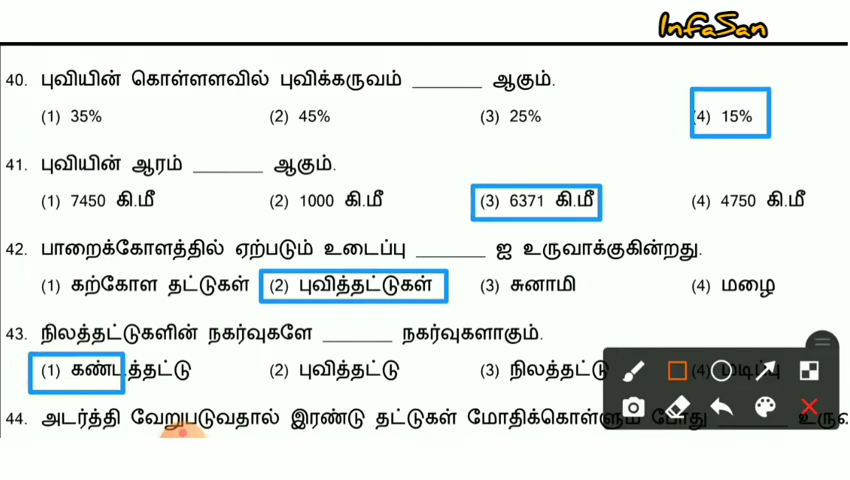 InFaSan
40. புவியின் கொள்ளளவில் புவிக்கருவம் _______ ஆகும்.
(1) 35% (2) 45% (3) 25% (4) 15%
41. புவியின் ஆரம் _______ ஆகும்.
(1) 7450 கி.மீ (2) 1000 கி.மீ (3) 6371 கி.மீ (4) 4750 கி.மீ
42. பாறைக்கோளத்தில் ஏற்படும் உடைப்பு _______ ஐ உருவாக்குகின்றது.
(1) கற்கோள தட்டுகள் (2) புவித்தட்டுகள் (3) சுனாமி (4) மழை
43. நிலத்தட்டுகளின் நகர்வுகளே _______ நகர்வுகளாகும்.
(1) கண்டத்தட்டு (2) புவித்தட்டு (3) நிலத்தட்டு (4) மடிப்பு
44. அடர்த்தி வேறுபடுவதால் இரண்டு தட்டுகள் மோதிக்கொள்ளும் போது _______